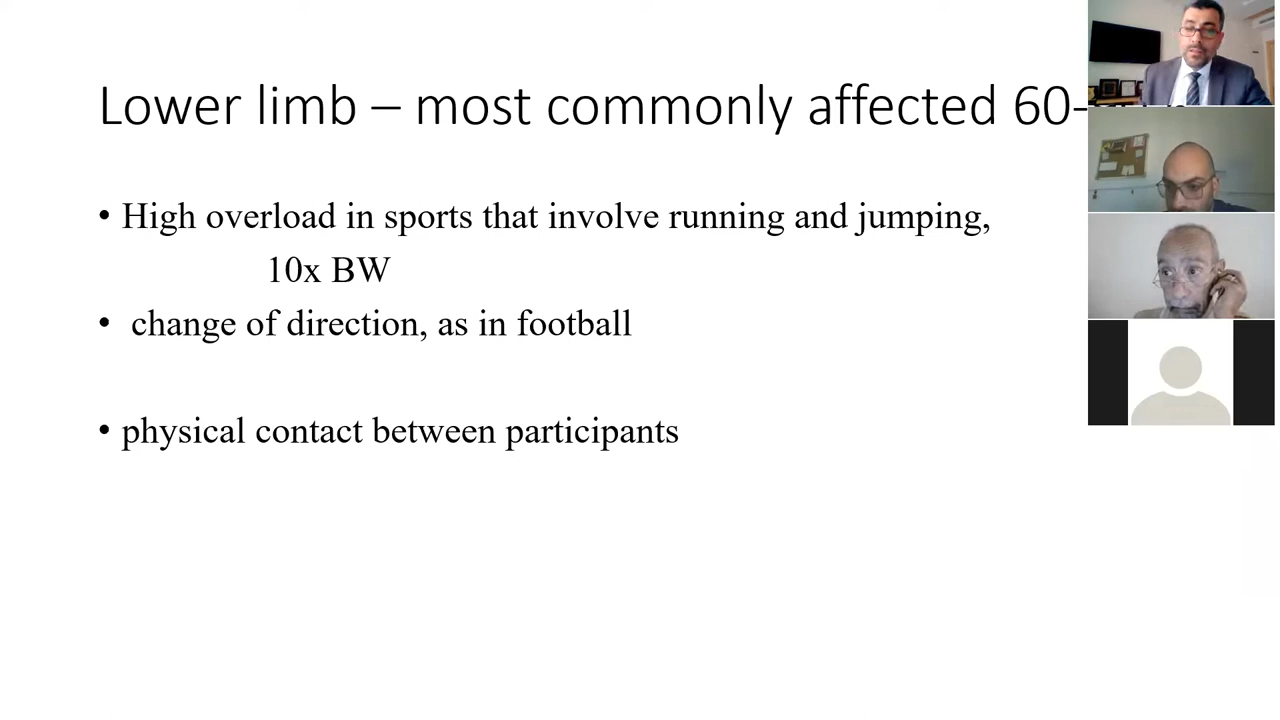 Lower limb – most commonly affected 60-
• High overload in sports that involve running and jumping,
10x BW
• change of direction, as in football
• physical contact between participants